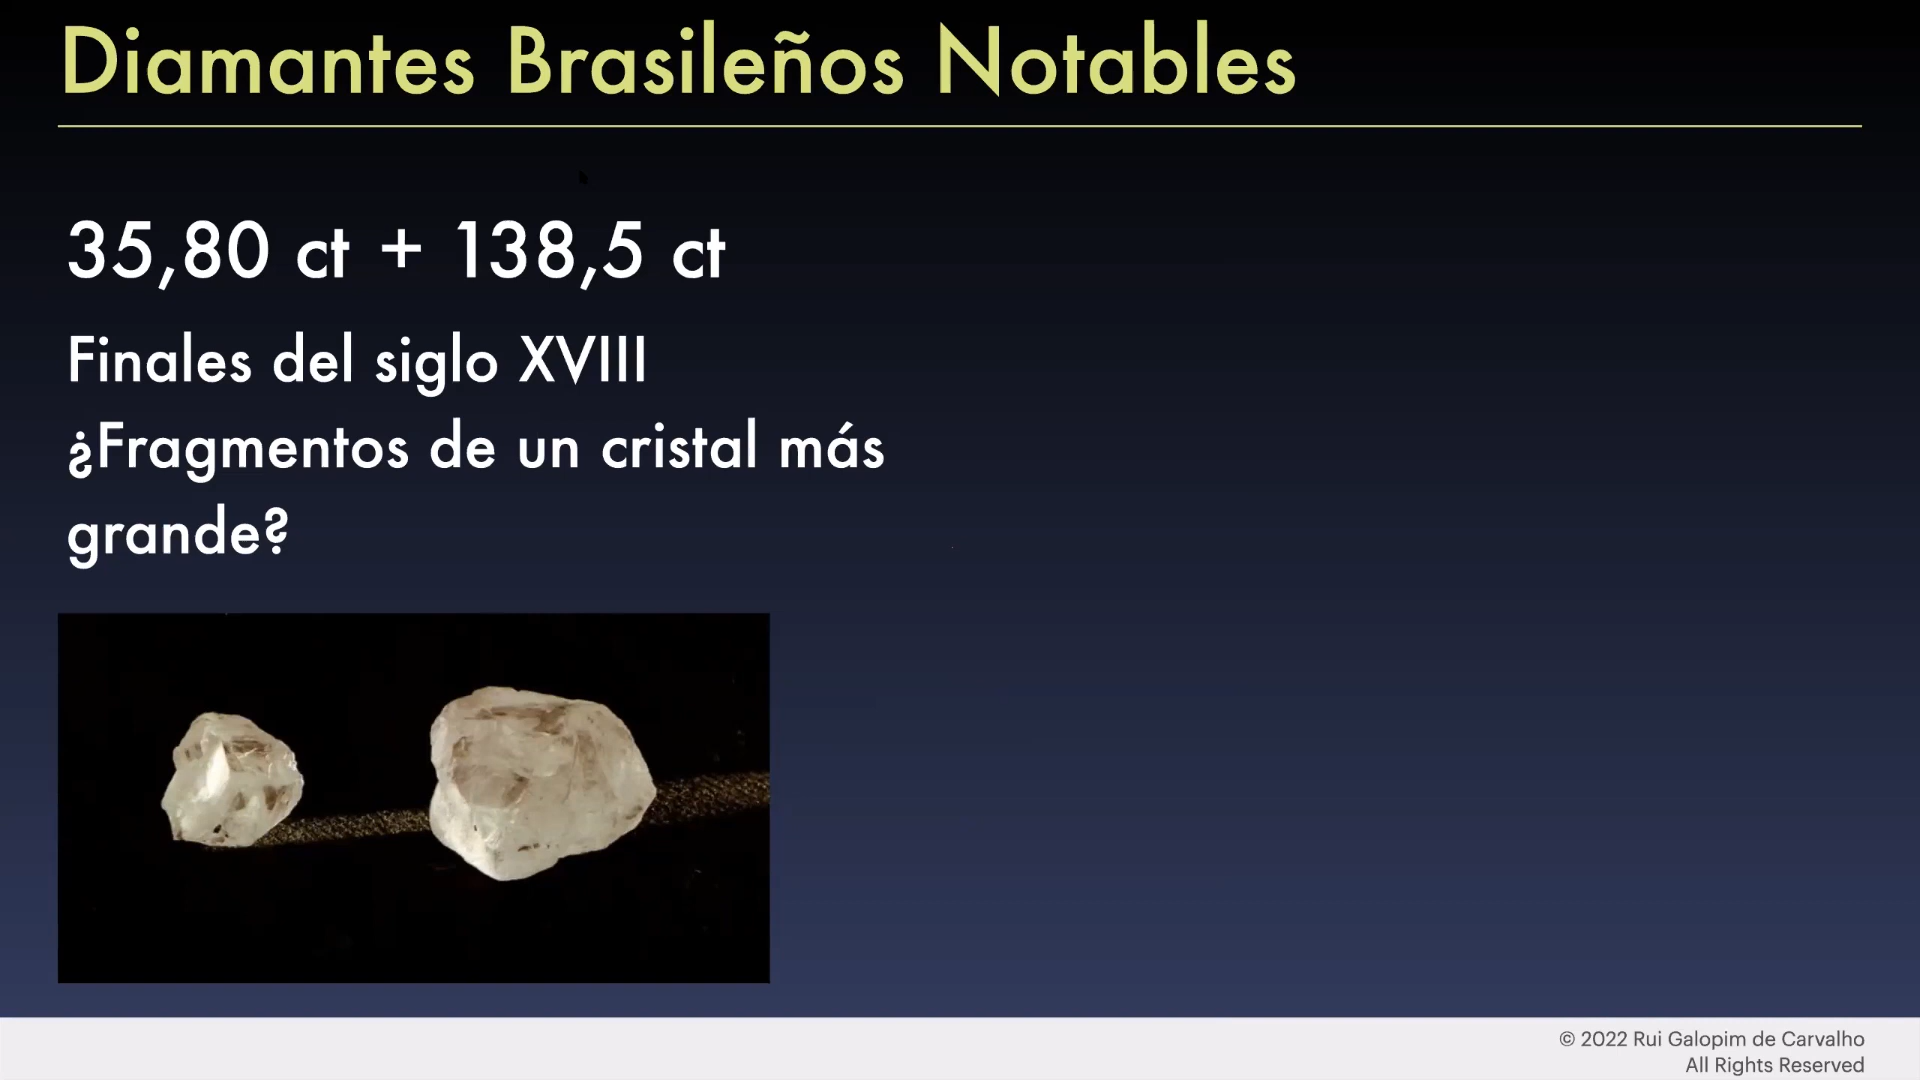 Diamantes Brasileños Notables
35,80 ct + 138,5 ct
Finales del siglo XVIII
¿Fragmentos de un cristal más
grande?
© 2022 Rui Galopim de Carvalho
All Rights Reserved